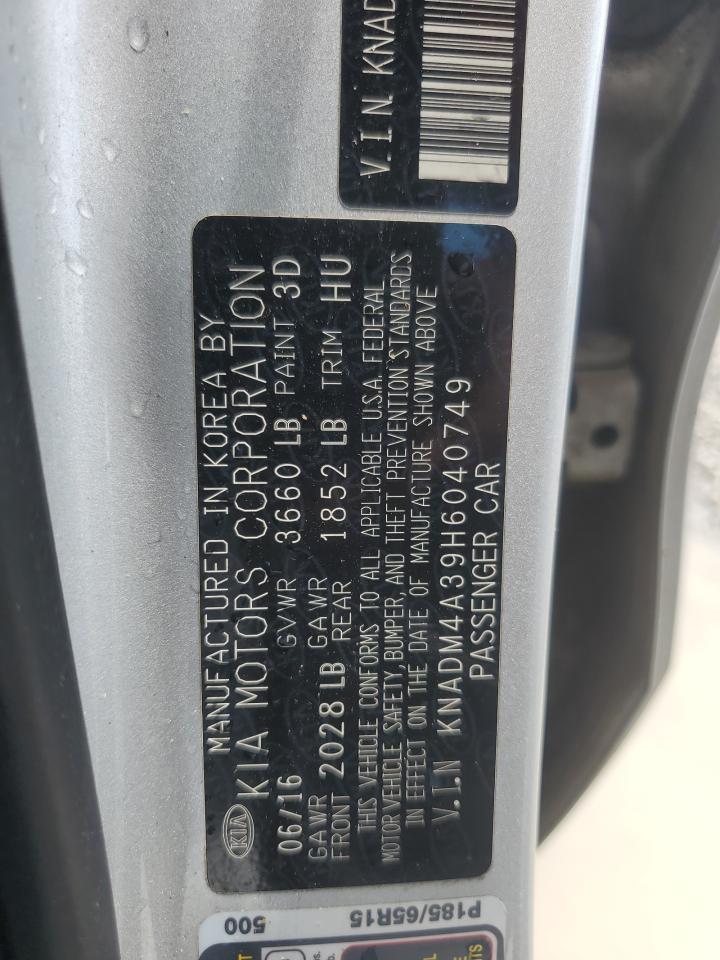 V.I.N. KNAD
KIA
MANUFACTURED IN KOREA BY
KIA MOTORS CORPORATION
06/16 GVWR 3660 LB PAINT 3D
GAWR FRONT 2028 LB GAWR REAR 1852 LB TRIM HU
THIS VEHICLE CONFORMS TO ALL APPLICABLE U.S.A. FEDERAL
MOTOR VEHICLE SAFETY, BUMPER, AND THEFT PREVENTION STANDARDS
IN EFFECT ON THE DATE OF MANUFACTURE SHOWN ABOVE
V.I.N KNADM4A39H6040749
PASSENGER CAR
P185/65R15
500